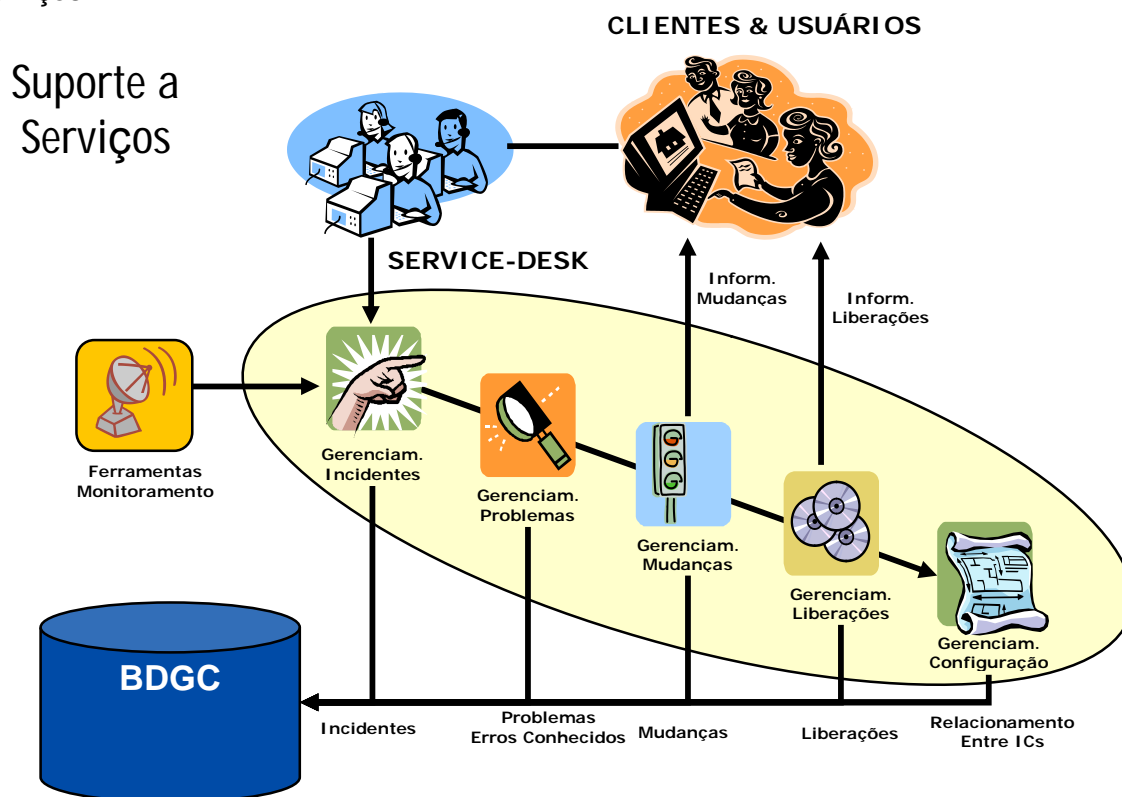 CLIENTES & USUÁRIOS
Suporte a
Serviços
SERVICE-DESK
Inform.
Mudanças
Inform.
Liberações
Ferramentas
Monitoramento
Gerenciam.
Incidentes
Gerenciam.
Problemas
Gerenciam.
Mudanças
Gerenciam.
Liberações
Gerenciam.
Configuração
BDGC
Incidentes
Problemas
Erros Conhecidos
Mudanças
Liberações
Relacionamento
Entre ICs